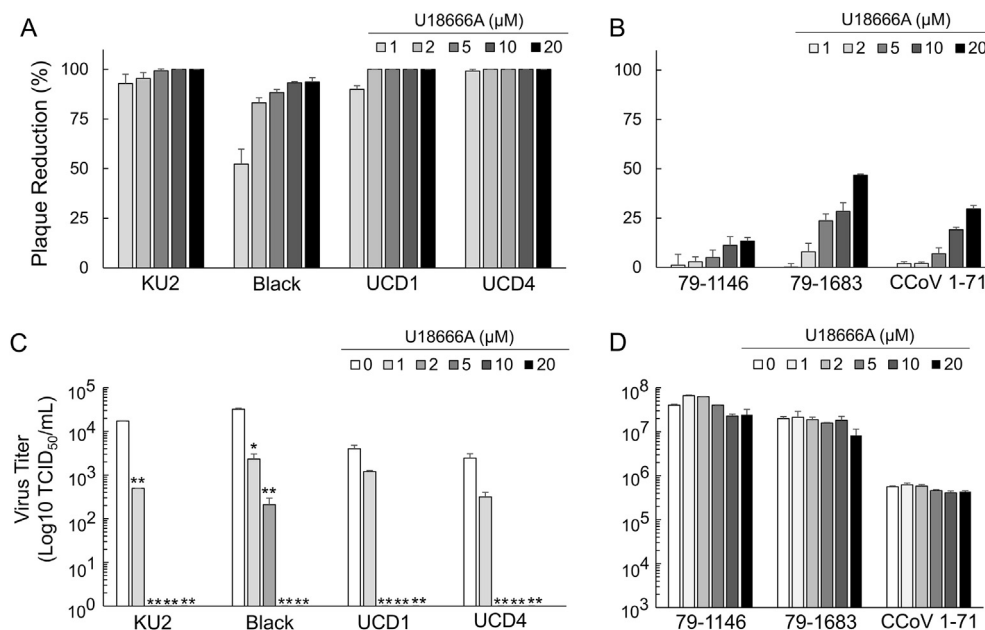 A
U18666A (μM)
1 2 5 10 20
Plaque Reduction (%)
100
75
50
25
0
KU2 Black UCD1 UCD4
B
U18666A (μM)
1 2 5 10 20
100
75
50
25
0
79-1146 79-1683 CCoV 1-71
C
U18666A (μM)
0 1 2 5 10 20
Virus Titer
(Log10 TCID50/mL)
10^5
10^4
10^3
10^2
10^1
10^0
** ** ** ** **
* ** ** **
** ** ** **
** ** ** **
KU2 Black UCD1 UCD4
D
U18666A (μM)
0 1 2 5 10 20
10^8
10^7
10^6
10^5
10^4
10^3
79-1146 79-1683 CCoV 1-71